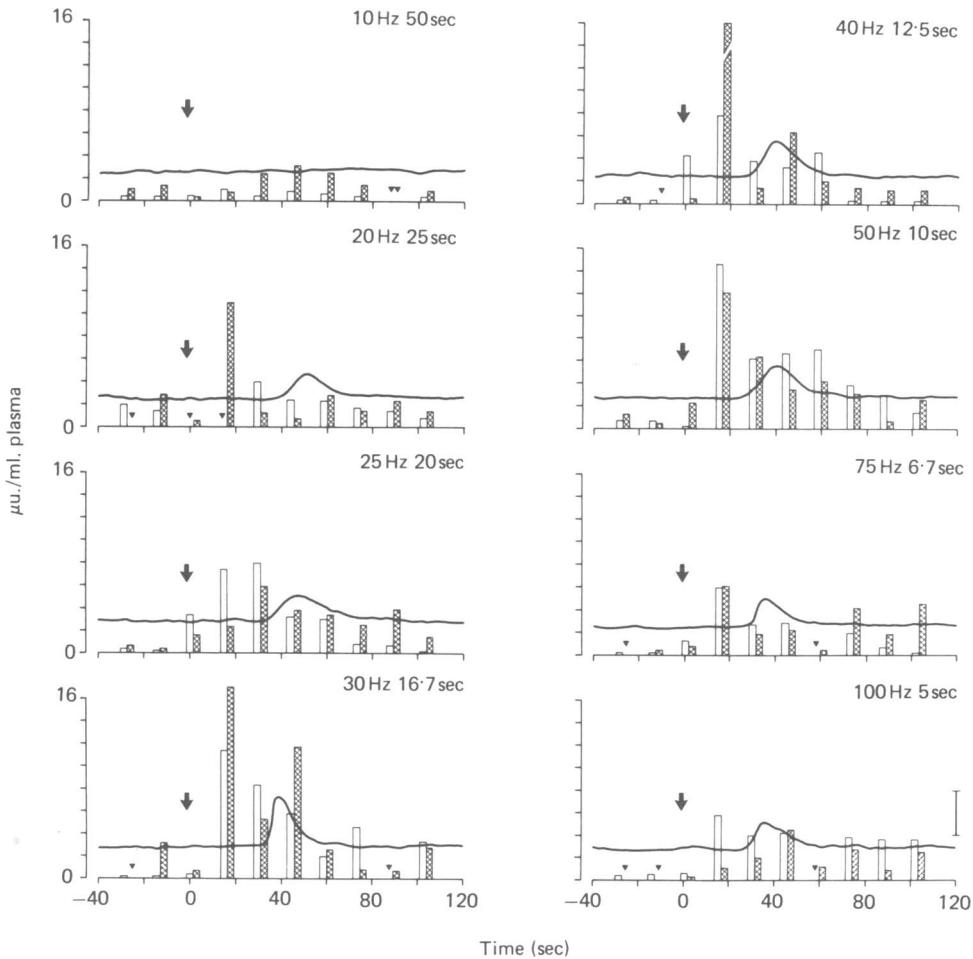 16
0
10 Hz 50 sec
16
0
20 Hz 25 sec
16
0
25 Hz 20 sec
16
0
30 Hz 16·7 sec
−40 0 40 80 120
40 Hz 12·5 sec
50 Hz 10 sec
75 Hz 6·7 sec
100 Hz 5 sec
−40 0 40 80 120
μu./ml. plasma
Time (sec)